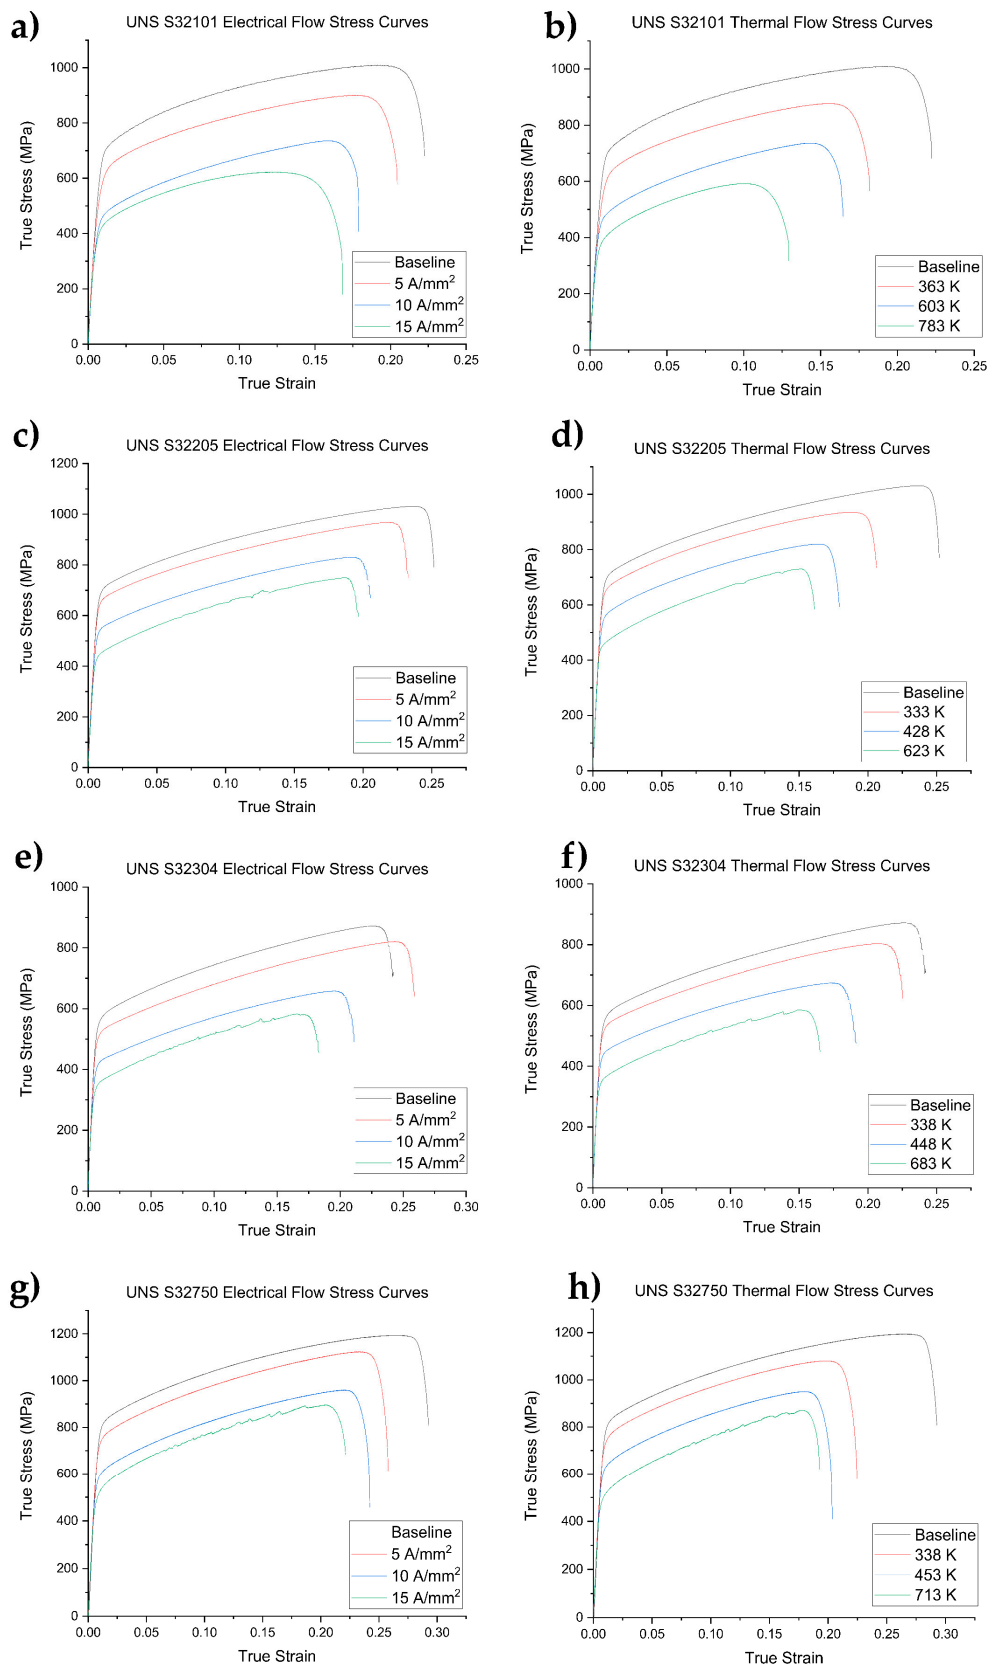 a)
UNS S32101 Electrical Flow Stress Curves
True Stress (MPa)
1000
800
600
400
200
0
0.00 0.05 0.10 0.15 0.20 0.25
True Strain
Baseline
5 A/mm²
10 A/mm²
15 A/mm²
b)
UNS S32101 Thermal Flow Stress Curves
True Stress (MPa)
1000
800
600
400
200
0
0.00 0.05 0.10 0.15 0.20 0.25
True Strain
Baseline
363 K
603 K
783 K
c)
UNS S32205 Electrical Flow Stress Curves
True Stress (MPa)
1200
1000
800
600
400
200
0
0.00 0.05 0.10 0.15 0.20 0.25
True Strain
Baseline
5 A/mm²
10 A/mm²
15 A/mm²
d)
UNS S32205 Thermal Flow Stress Curves
True Stress (MPa)
1000
800
600
400
200
0
0.00 0.05 0.10 0.15 0.20 0.25
True Strain
Baseline
333 K
428 K
623 K
e)
UNS S32304 Electrical Flow Stress Curves
True Stress (MPa)
1000
800
600
400
200
0
0.00 0.05 0.10 0.15 0.20 0.25 0.30
True Strain
Baseline
5 A/mm²
10 A/mm²
15 A/mm²
f)
UNS S32304 Thermal Flow Stress Curves
True Stress (MPa)
1000
800
600
400
200
0
0.00 0.05 0.10 0.15 0.20 0.25
True Strain
Baseline
338 K
448 K
683 K
g)
UNS S32750 Electrical Flow Stress Curves
True Stress (MPa)
1200
1000
800
600
400
200
0
0.00 0.05 0.10 0.15 0.20 0.25 0.30
True Strain
Baseline
5 A/mm²
10 A/mm²
15 A/mm²
h)
UNS S32750 Thermal Flow Stress Curves
True Stress (MPa)
1200
1000
800
600
400
200
0
0.00 0.05 0.10 0.15 0.20 0.25 0.30
True Strain
Baseline
338 K
453 K
713 K